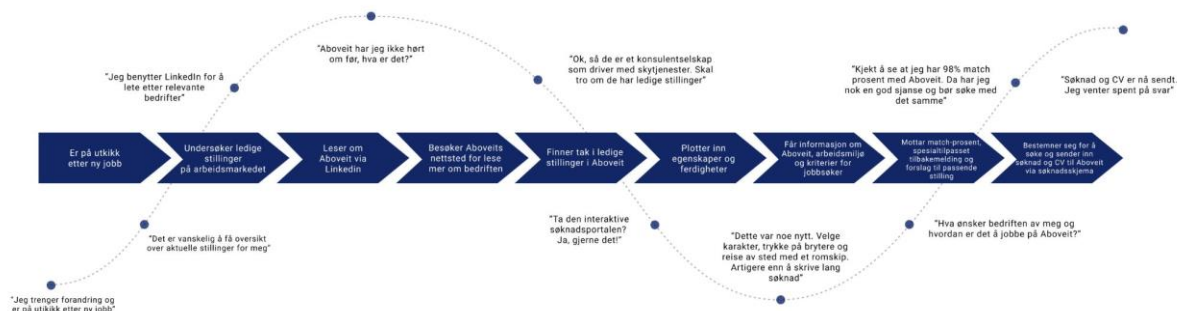 "Aboveit har jeg ikke hørt
om før, hva er det?"
"Ok, så de er et konsulentselskap
som driver med skytjenester. Skal
tro om de har ledige stillinger"
"Jeg benytter LinkedIn for å
lete etter relevante
bedrifter"
"Kjekt å se at jeg har 98% match
prosent med Aboveit. Da har jeg
nok en god sjanse og bør søke med
det samme"
"Søknad og CV er nå sendt.
Jeg venter spent på svar"
Er på utkikk
etter ny jobb
Undersøker ledige
stillinger
på arbeidsmarkedet
Leser om
Aboveit via
Linkedin
Besøker Aboveits
nettsted for lese
mer om bedriften
Finner tak i ledige
stillinger i Aboveit
Plotter inn
egenskaper og
ferdigheter
Får informasjon om
Aboveit, arbeidsmiljø
og kriterier for
jobbsøker
Mottar match-prosent,
spesialtilpasset
tilbakemelding og
forslag til passende
stilling
Bestemner seg for å
søke og sender inn
søknad og CV til Aboveit
via søknadsskjema
"Det er vanskelig å få oversikt
over aktuelle stillinger for meg"
"Ta den interaktive
søknadsportalen?
Ja, gjerne det!"
"Dette var noe nytt. Velge
karakter, trykke på brytere og
reise av sted med et romskip.
Artigere enn å skrive lang
søknad"
"Hva ønsker bedriften av meg og
hvordan er det å jobbe på Aboveit?"
"Jeg trenger forandring og
er på utikikk etter ny jobb"